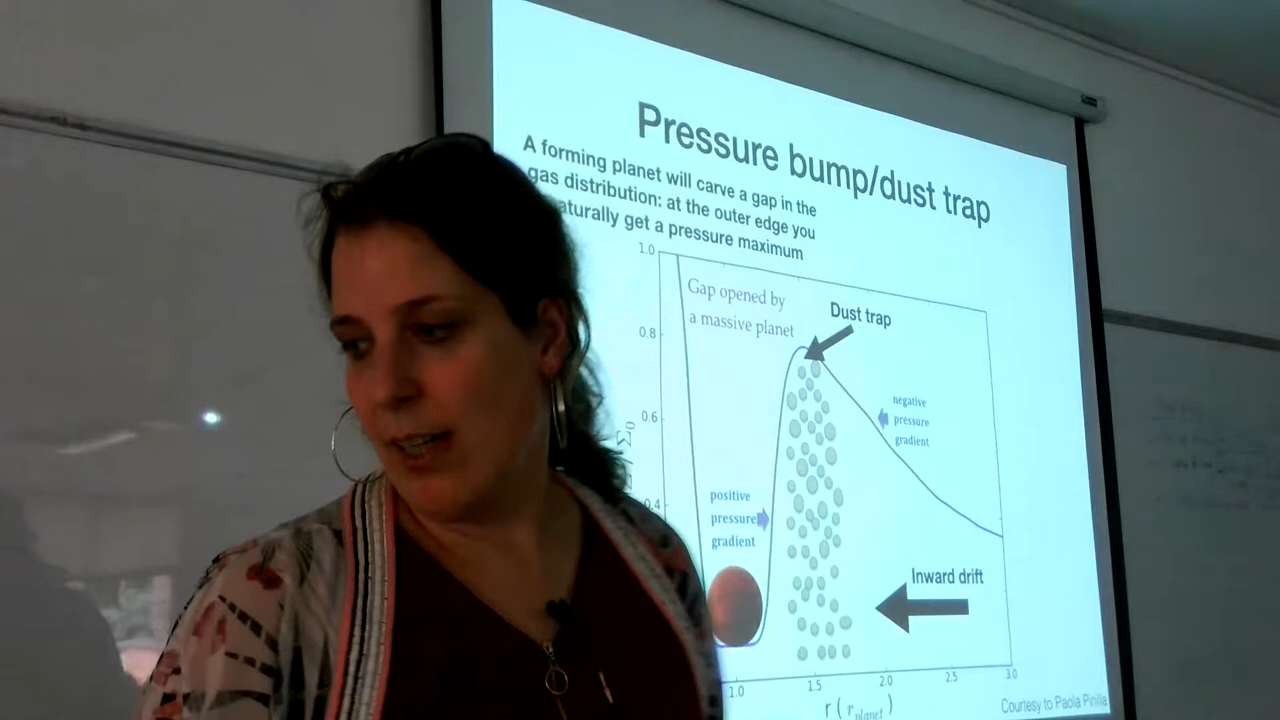 Pressure bump/dust trap
A forming planet will carve a gap in the
gas distribution: at the outer edge you
aturally get a pressure maximum
1.0
Gap opened by
a massive planet
Dust trap
0.8
negative
pressure
gradient
0.6
Σ0
0.4
positive
pressure
gradient
Inward drift
1.0 1.5 2.0 2.5 3.0
r ( r planet )
Courtesy to Paola Pinilla